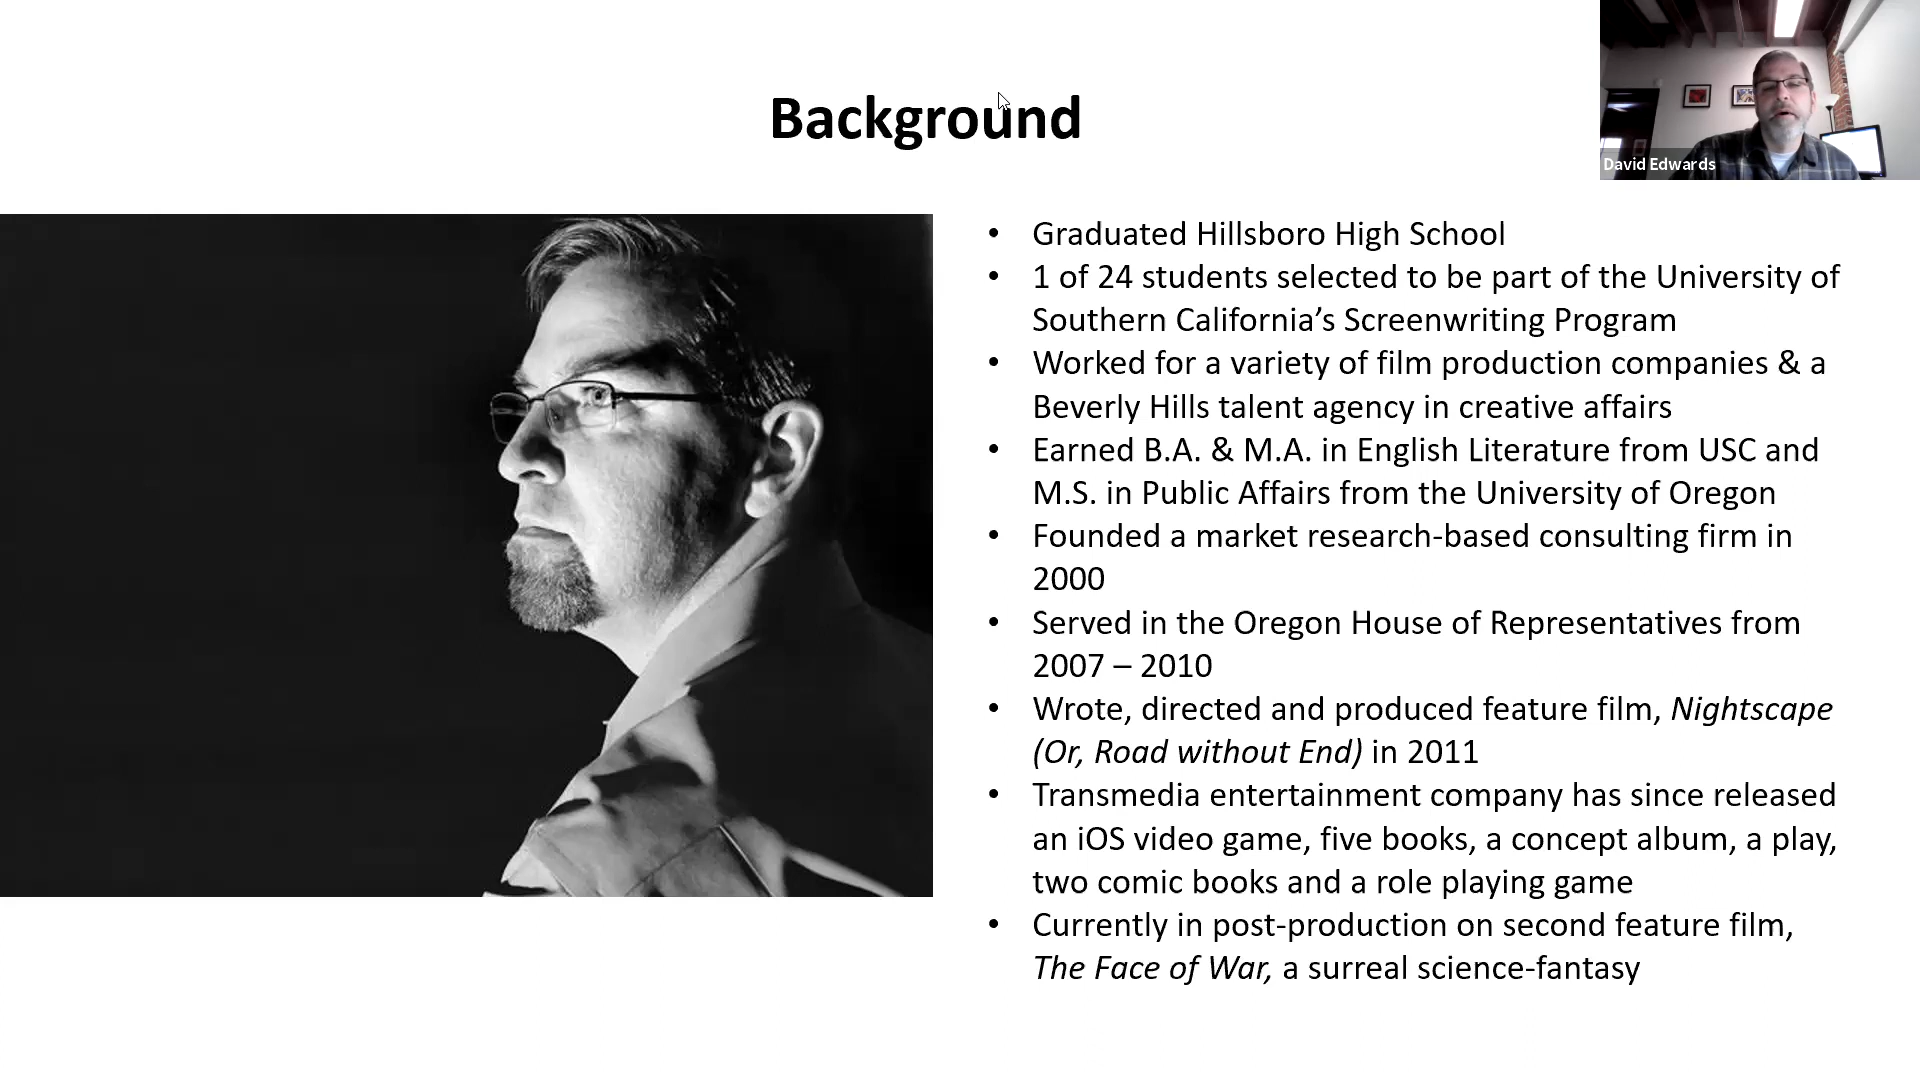 Background
David Edwards
• Graduated Hillsboro High School
• 1 of 24 students selected to be part of the University of
Southern California’s Screenwriting Program
• Worked for a variety of film production companies & a
Beverly Hills talent agency in creative affairs
• Earned B.A. & M.A. in English Literature from USC and
M.S. in Public Affairs from the University of Oregon
• Founded a market research-based consulting firm in
2000
• Served in the Oregon House of Representatives from
2007 – 2010
• Wrote, directed and produced feature film, Nightscape
(Or, Road without End) in 2011
• Transmedia entertainment company has since released
an iOS video game, five books, a concept album, a play,
two comic books and a role playing game
• Currently in post-production on second feature film,
The Face of War, a surreal science-fantasy